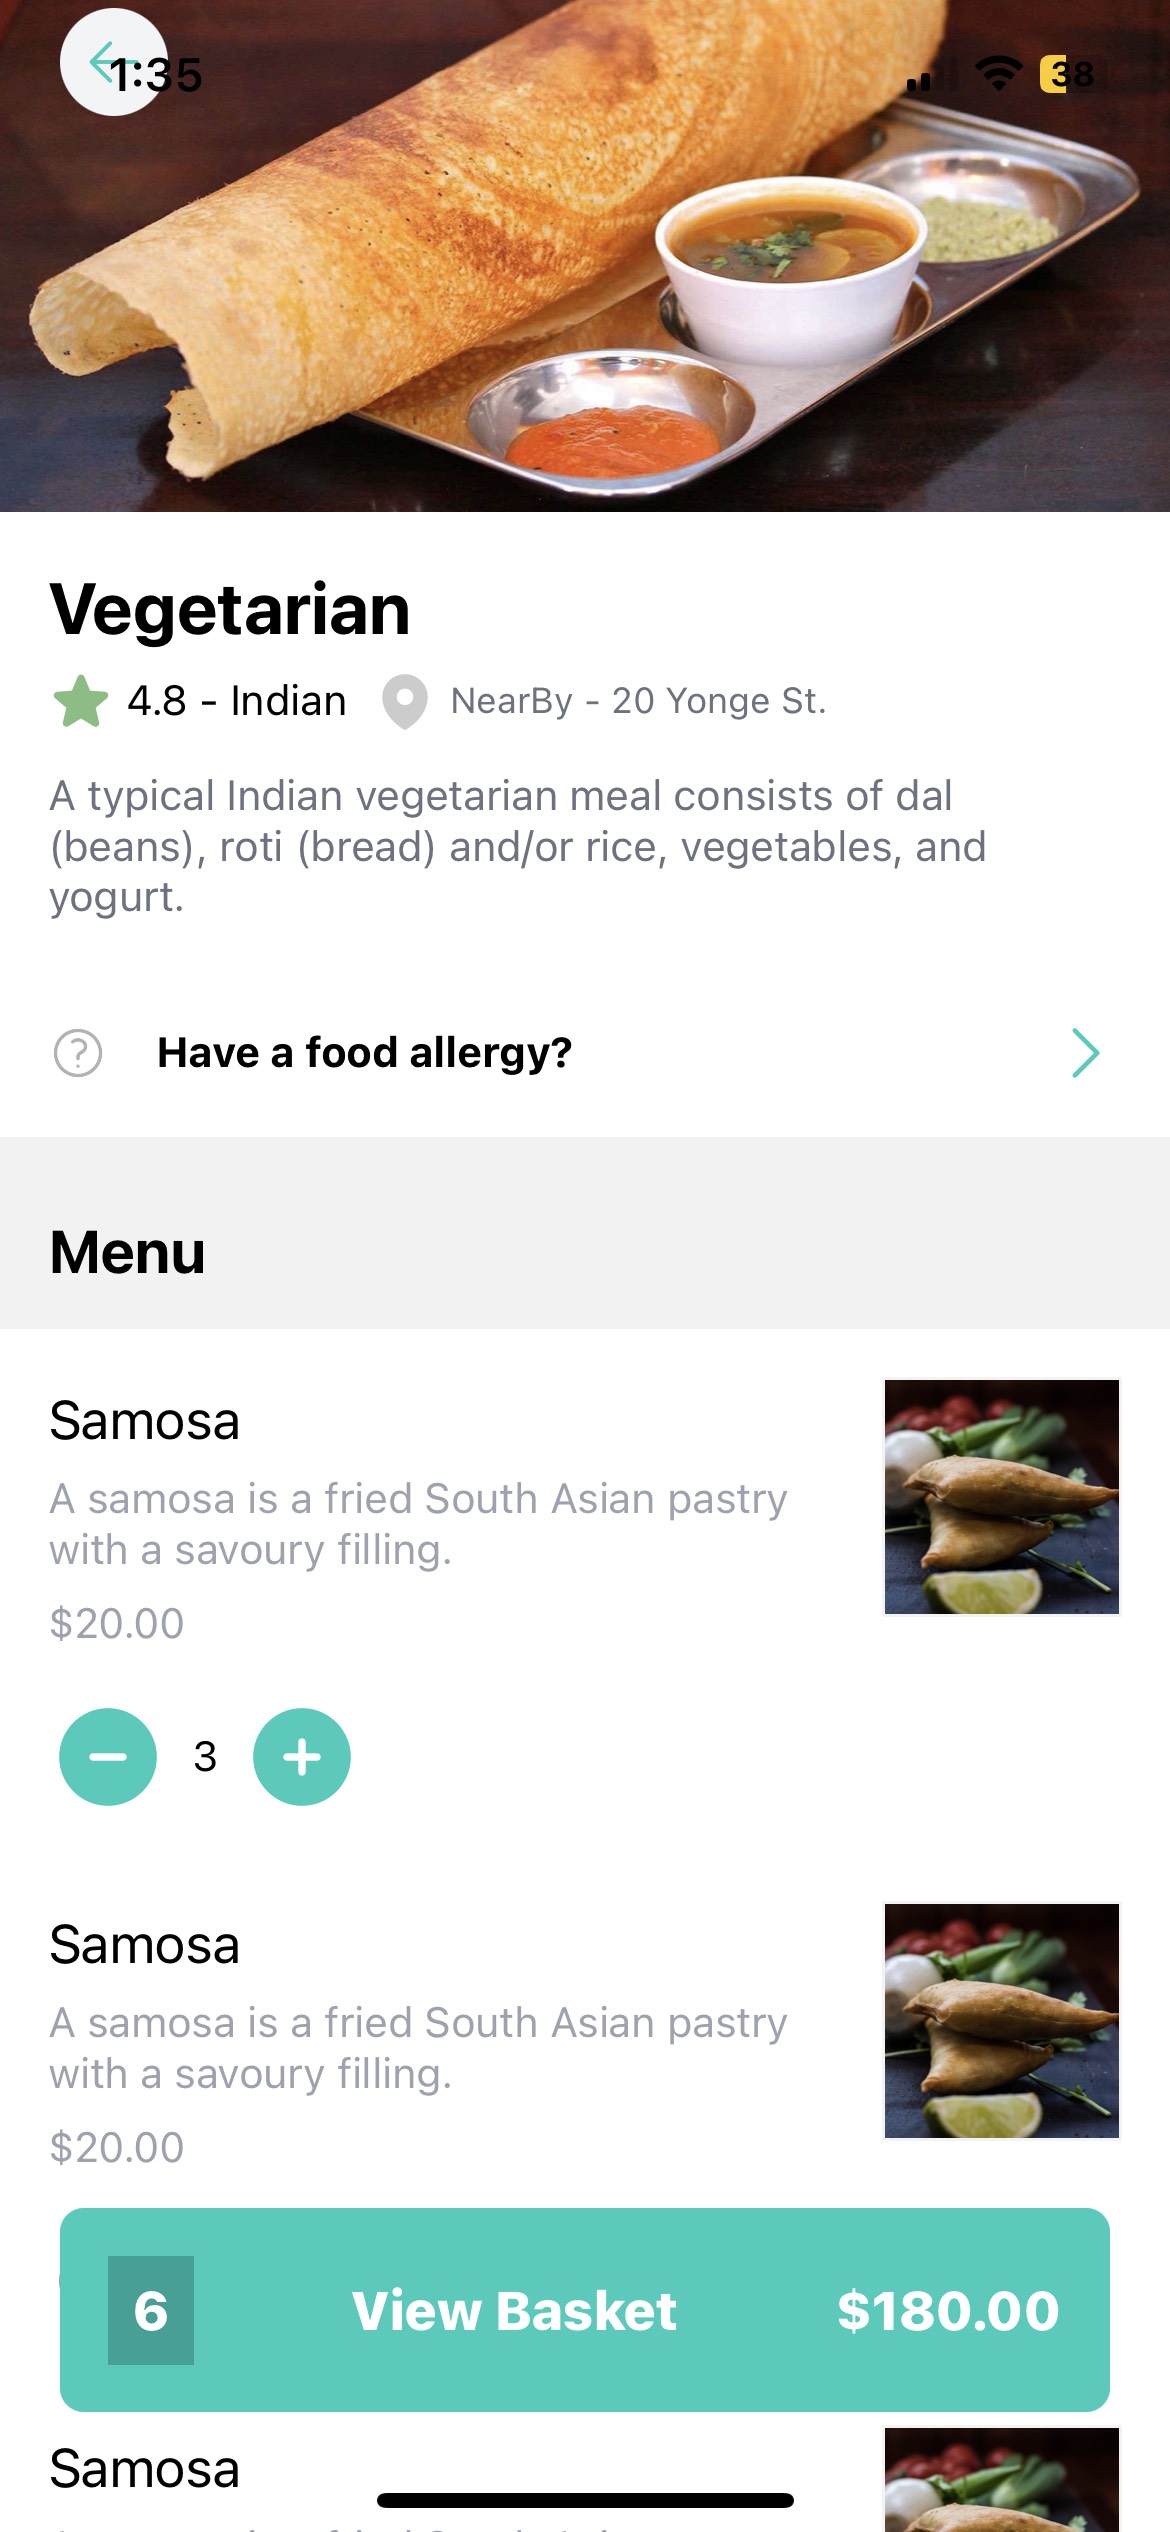 1:35
38
Vegetarian
4.8 - Indian NearBy - 20 Yonge St.
A typical Indian vegetarian meal consists of dal
(beans), roti (bread) and/or rice, vegetables, and
yogurt.
Have a food allergy?
Menu
Samosa
A samosa is a fried South Asian pastry
with a savoury filling.
$20.00
3
Samosa
A samosa is a fried South Asian pastry
with a savoury filling.
$20.00
6 View Basket $180.00
Samosa